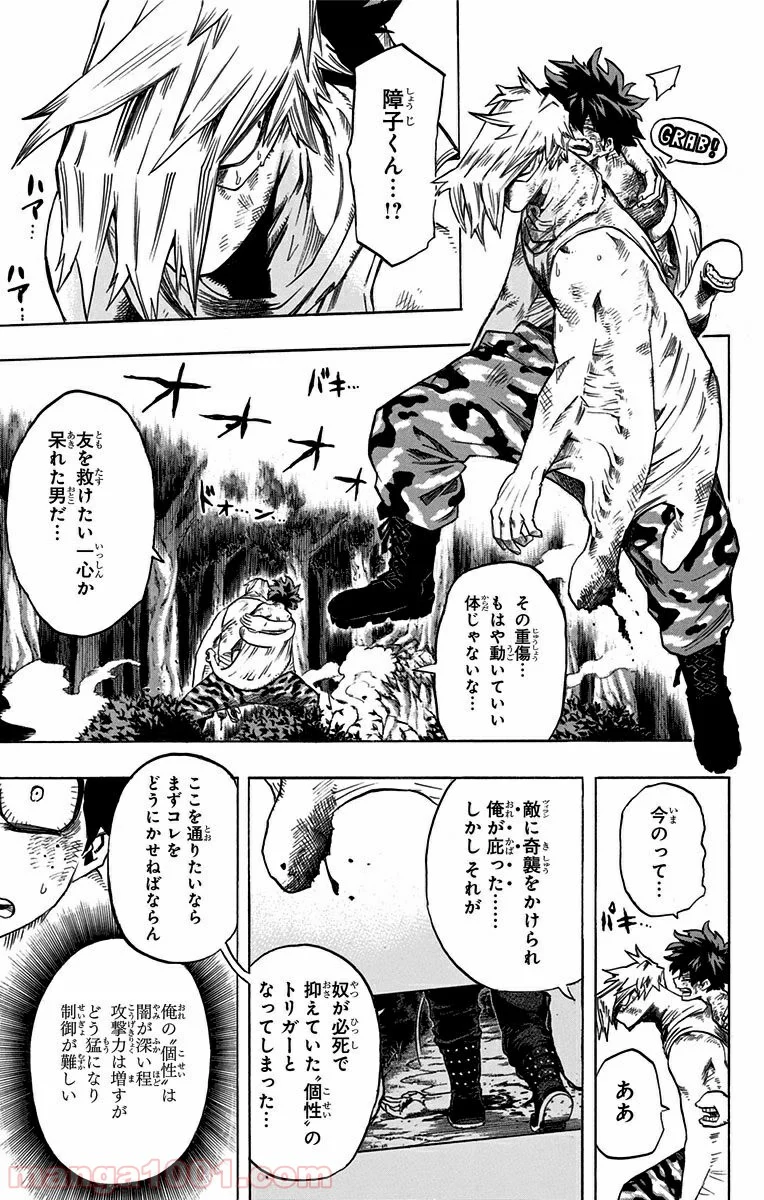 GRAB!
障子くん…!?
ハァ…
ハァ…
その重傷…
もはや動いていい
体じゃないな…
友を救けたい一心か
呆れた男だ…
バキ…
ドォ…ン…
今のって…
パキ…
ああ
敵に奇襲をかけられ
俺が庇った……
しかしそれが
奴が必死で
抑えていた〝個性〟の
トリガーと
なってしまった…
ここを通りたいなら
まずコレを
どうにかせねばならん
俺の〝個性〟は
闇が深い程
攻撃力は増すが
どう猛になり
制御が難しい
manga1001.com